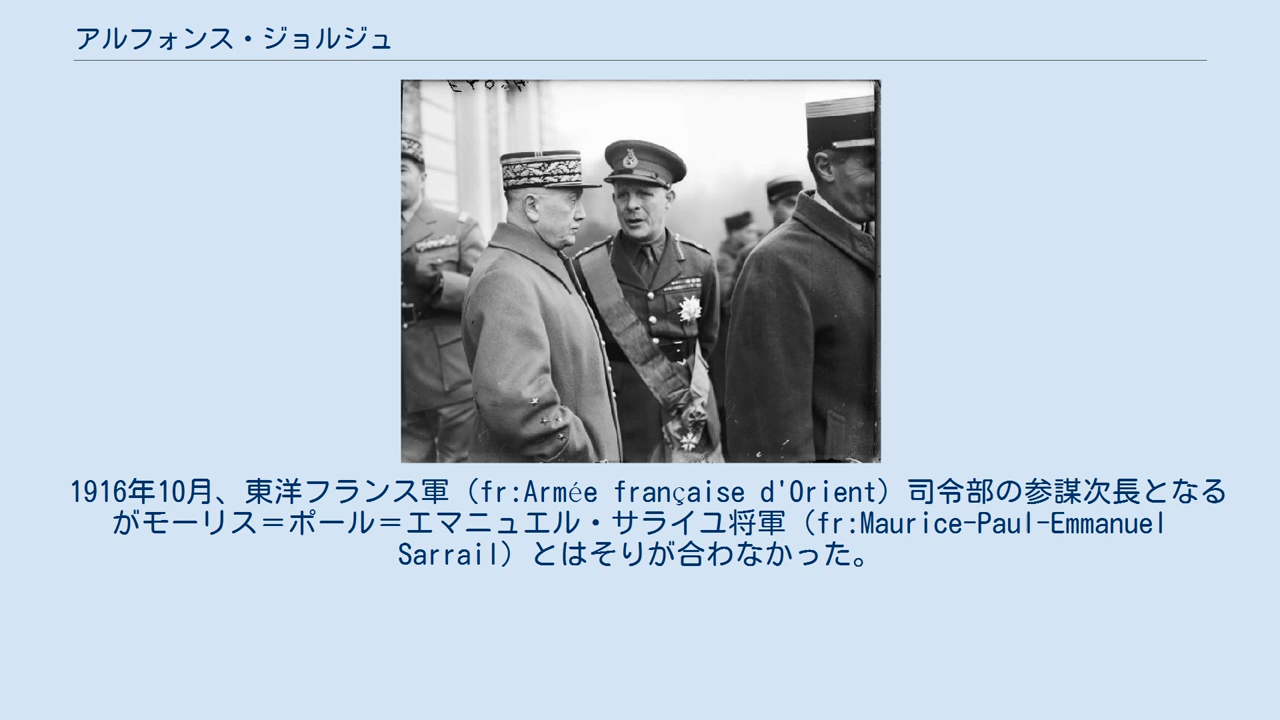 アルフォンス・ジョルジュ
1916年10月、東洋フランス軍（fr:Armée française d'Orient）司令部の参謀次長となる
がモーリス＝ポール＝エマニュエル・サライユ将軍（fr:Maurice-Paul-Emmanuel
Sarrail）とはそりが合わなかった。